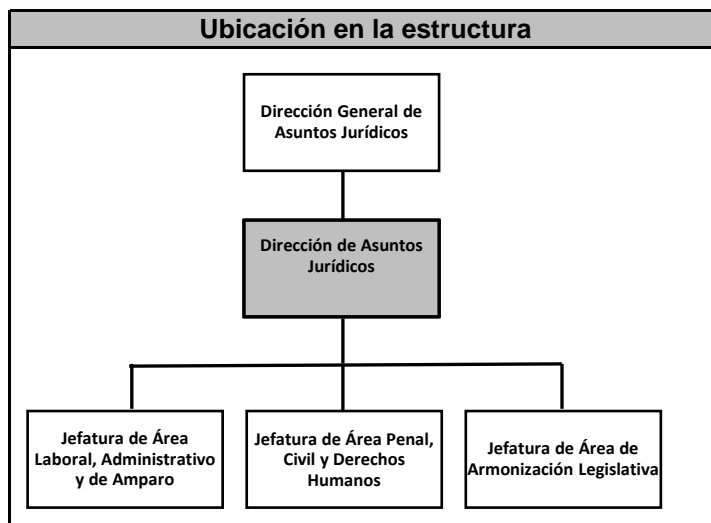 Ubicación en la estructura
Dirección General de
Asuntos Jurídicos
Dirección de Asuntos
Jurídicos
Jefatura de Área
Laboral, Administrativo
y de Amparo
Jefatura de Área Penal,
Civil y Derechos
Humanos
Jefatura de Área de
Armonización Legislativa